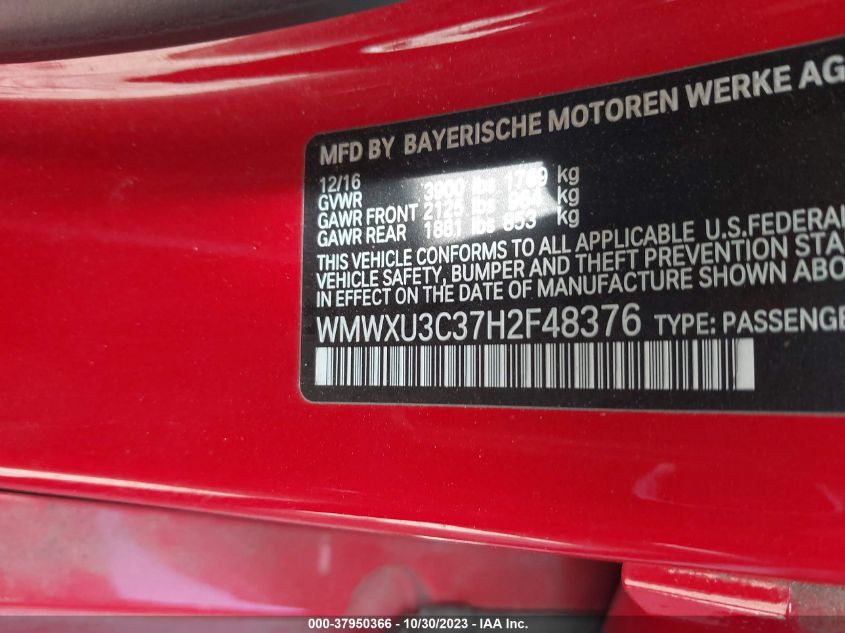 MFD BY BAYERISCHE MOTOREN WERKE AG
12/16
GVWR 3900 lbs 1769 kg
GAWR FRONT 2125 lbs 964 kg
GAWR REAR 1881 lbs 853 kg
THIS VEHICLE CONFORMS TO ALL APPLICABLE U.S.FEDERAL
VEHICLE SAFETY, BUMPER AND THEFT PREVENTION STA
IN EFFECT ON THE DATE OF MANUFACTURE SHOWN ABO
WMWXU3C37H2F48376 TYPE: PASSENGE
000-37950366 - 10/30/2023 - IAA Inc.